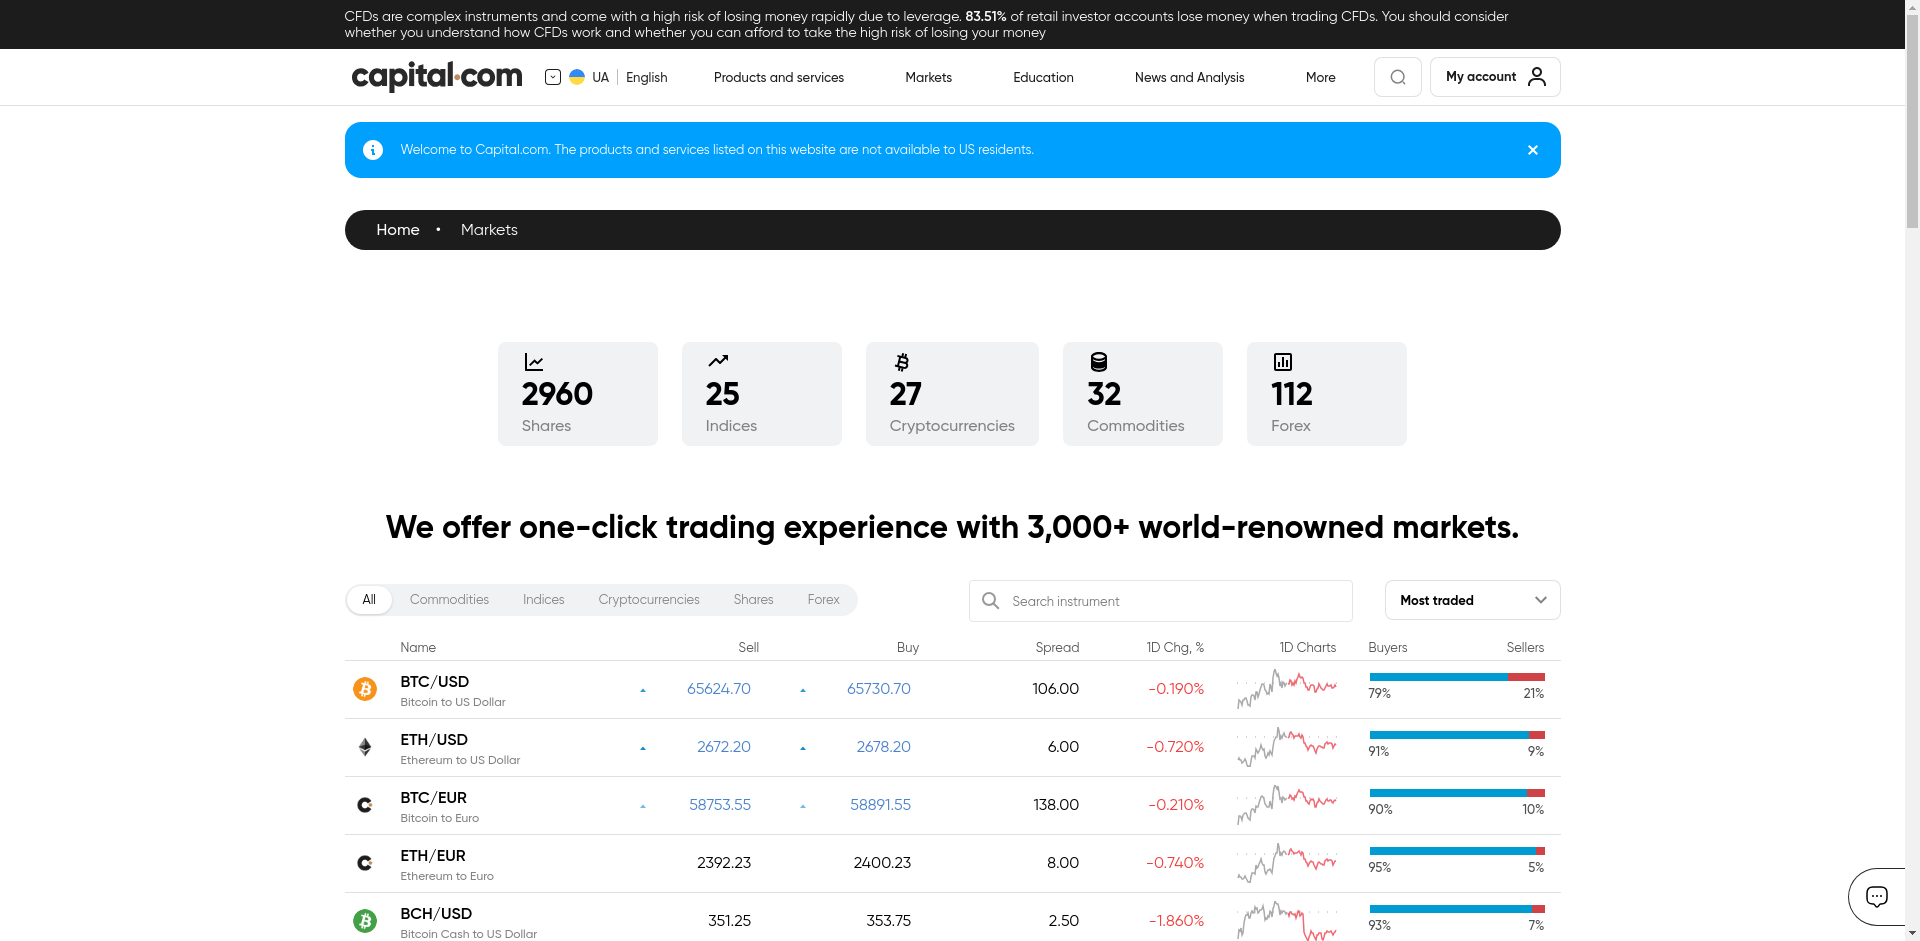 CFDs are complex instruments and come with a high risk of losing money rapidly due to leverage. 83.51% of retail investor accounts lose money when trading CFDs. You should consider
whether you understand how CFDs work and whether you can afford to take the high risk of losing your money
capital.com
UA English
Products and services
Markets
Education
News and Analysis
More
My account
Welcome to Capital.com. The products and services listed on this website are not available to US residents.
Home • Markets
2960
Shares
25
Indices
27
Cryptocurrencies
32
Commodities
112
Forex
We offer one-click trading experience with 3,000+ world-renowned markets.
All Commodities Indices Cryptocurrencies Shares Forex
Search instrument
Most traded
Name Sell Buy Spread 1D Chg, % 1D Charts Buyers Sellers
BTC/USD 65624.70 65730.70 106.00 -0.190%
Bitcoin to US Dollar 79% 21%
ETH/USD 2672.20 2678.20 6.00 -0.720%
Ethereum to US Dollar 91% 9%
BTC/EUR 58753.55 58891.55 138.00 -0.210%
Bitcoin to Euro 90% 10%
ETH/EUR 2392.23 2400.23 8.00 -0.740%
Ethereum to Euro 95% 5%
BCH/USD 351.25 353.75 2.50 -1.860%
Bitcoin Cash to US Dollar 93% 7%